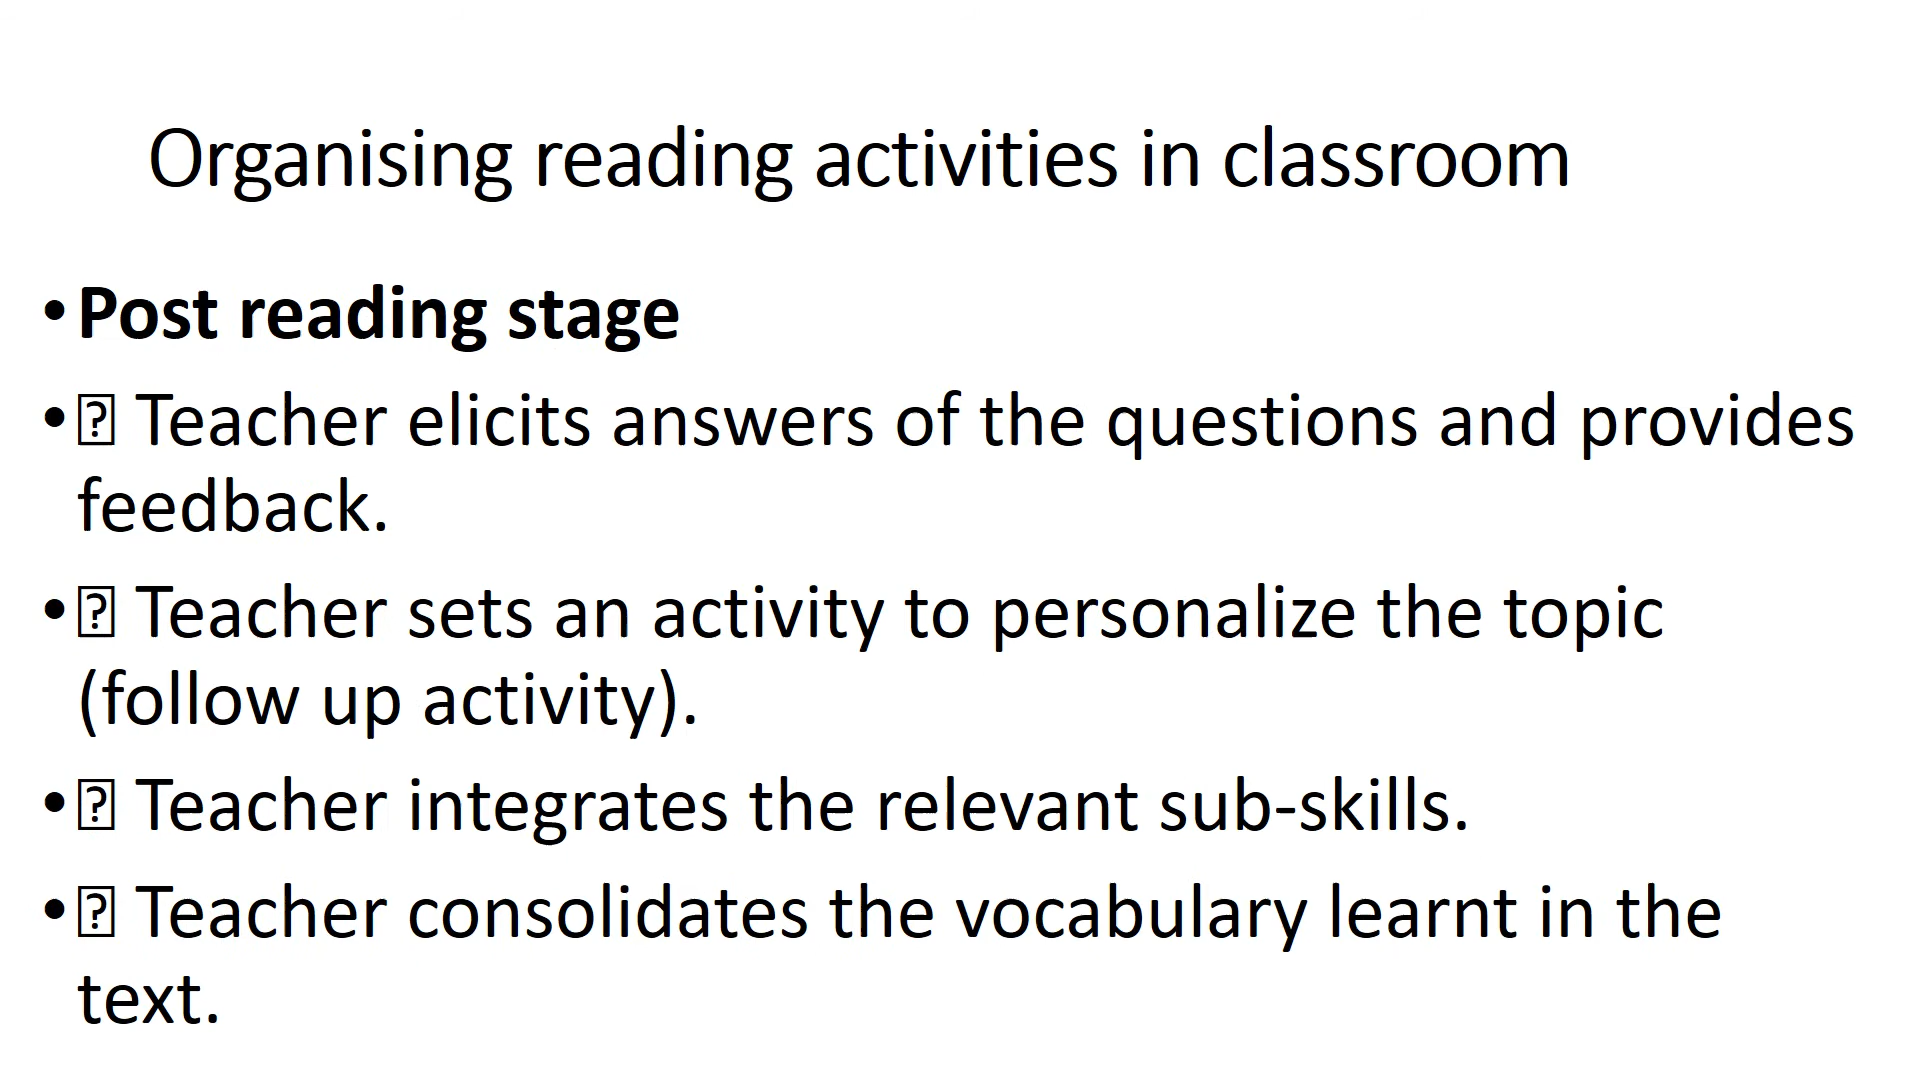 Organising reading activities in classroom
• Post reading stage
• ⍰ Teacher elicits answers of the questions and provides
feedback.
• ⍰ Teacher sets an activity to personalize the topic
(follow up activity).
• ⍰ Teacher integrates the relevant sub-skills.
• ⍰ Teacher consolidates the vocabulary learnt in the
text.